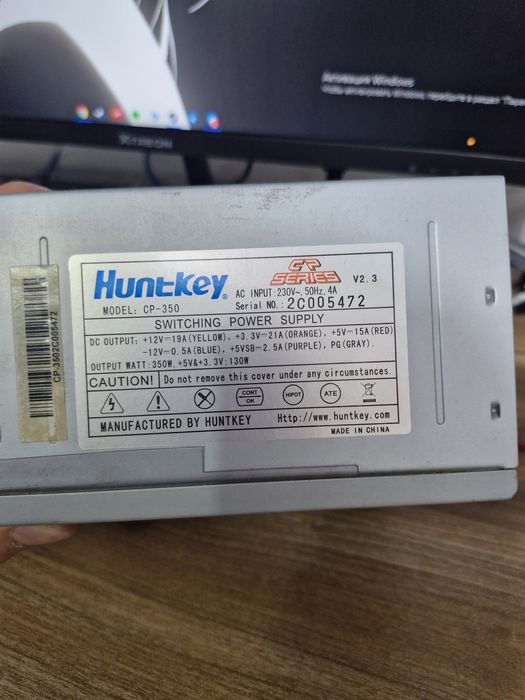 Активация Windows
XTREON
Huntkey®
CP SERIES V2.3
AC INPUT:230V~, 50Hz, 4A
MODEL: CP-350
Serial NO.: 2C005472
SWITCHING POWER SUPPLY
DC OUTPUT: +12V⎓19A(YELLOW), +3.3V⎓21A(ORANGE), +5V⎓15A(RED)
-12V⎓0.5A(BLUE), +5VSB⎓2.5A(PURPLE), PG(GRAY).
OUTPUT WATT:350W, +5V&+3.3V:130W
CAUTION! Do not remove this cover under any circumstances.
CONT OK
HIPOT
ATE
MANUFACTURED BY HUNTKEY Http://www.huntkey.com
MADE IN CHINA
CP-3502C005472